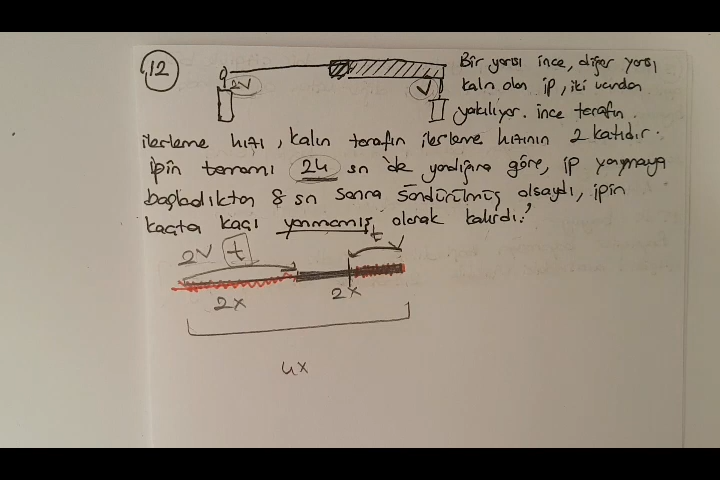 12
Bir yarısı ince, diğer yarısı
kalın olan ip, iki ucundan
yakılıyor. ince tarafın
2V
V
ilerleme hızı, kalın tarafın ilerleme hızının 2 katıdır.
İpin tamamı 24 sn 'de yandığına göre, ip yanmaya
başladıktan 8 sn sonra söndürülmüş olsaydı, ipin
kaçta kaçı yanmamış olarak kalırdı?
2V t
t
2x
2x
4x